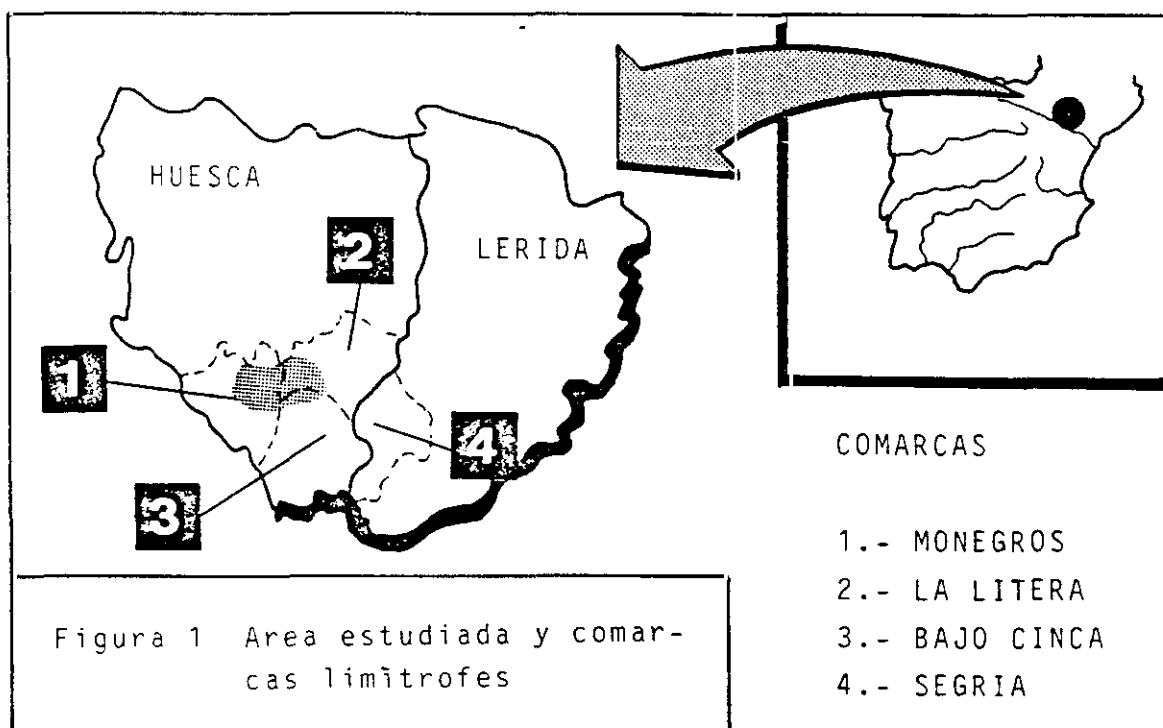 HUESCA
LERIDA
2
1
4
3
COMARCAS
1.- MONEGROS
2.- LA LITERA
3.- BAJO CINCA
4.- SEGRIA
Figura 1 Area estudiada y comar-
cas limítrofes